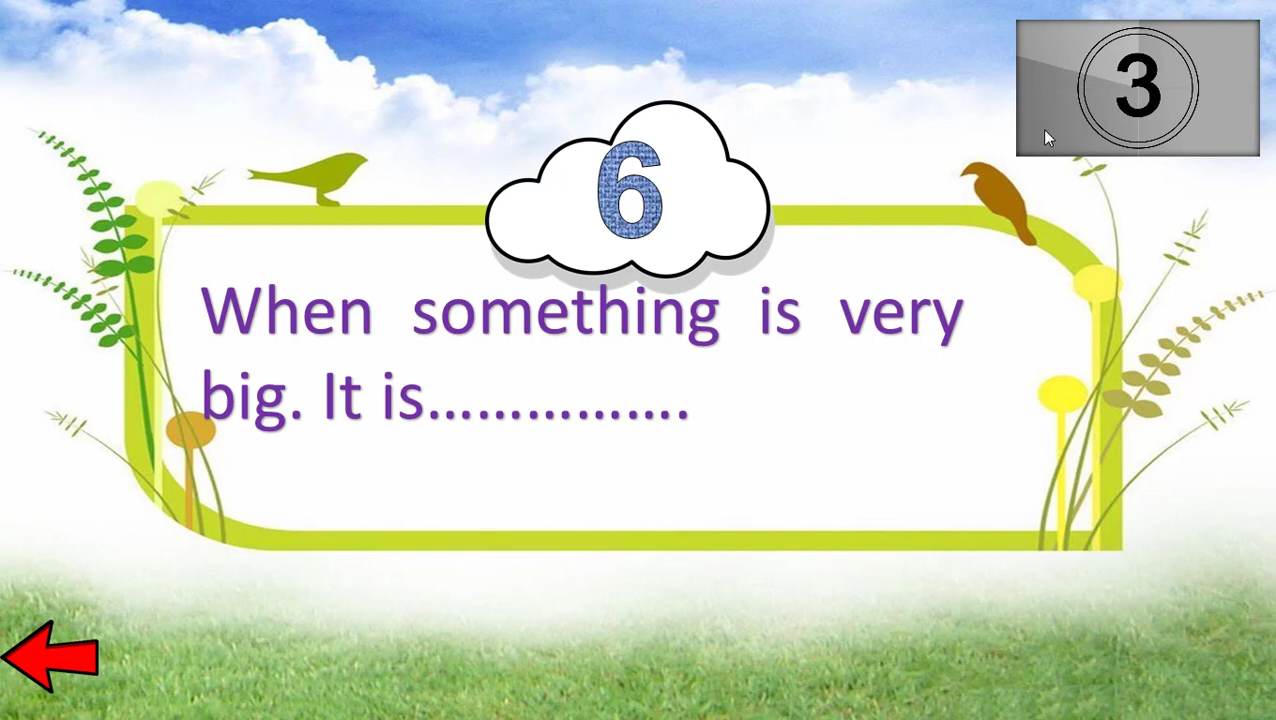 3
6
When something is very
big. It is…………….